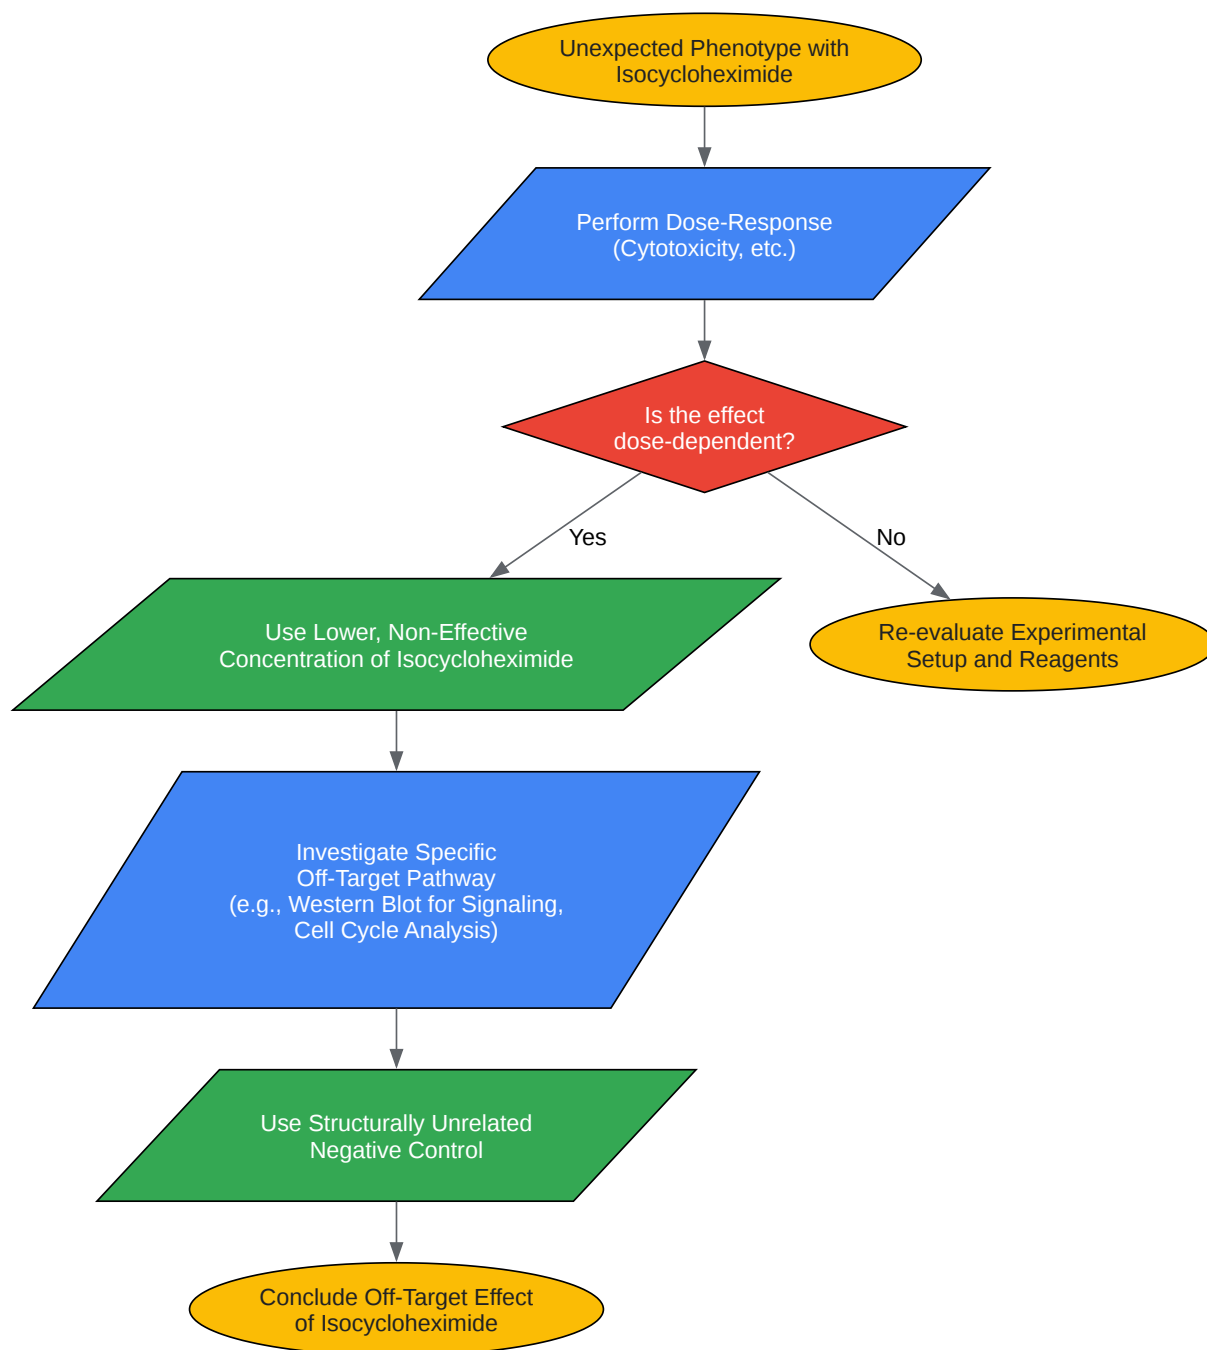 Unexpected Phenotype with
Isocycloheximide
Perform Dose-Response
(Cytotoxicity, etc.)
Is the effect
dose-dependent?
Yes
No
Use Lower, Non-Effective
Concentration of Isocycloheximide
Re-evaluate Experimental
Setup and Reagents
Investigate Specific
Off-Target Pathway
(e.g., Western Blot for Signaling,
Cell Cycle Analysis)
Use Structurally Unrelated
Negative Control
Conclude Off-Target Effect
of Isocycloheximide